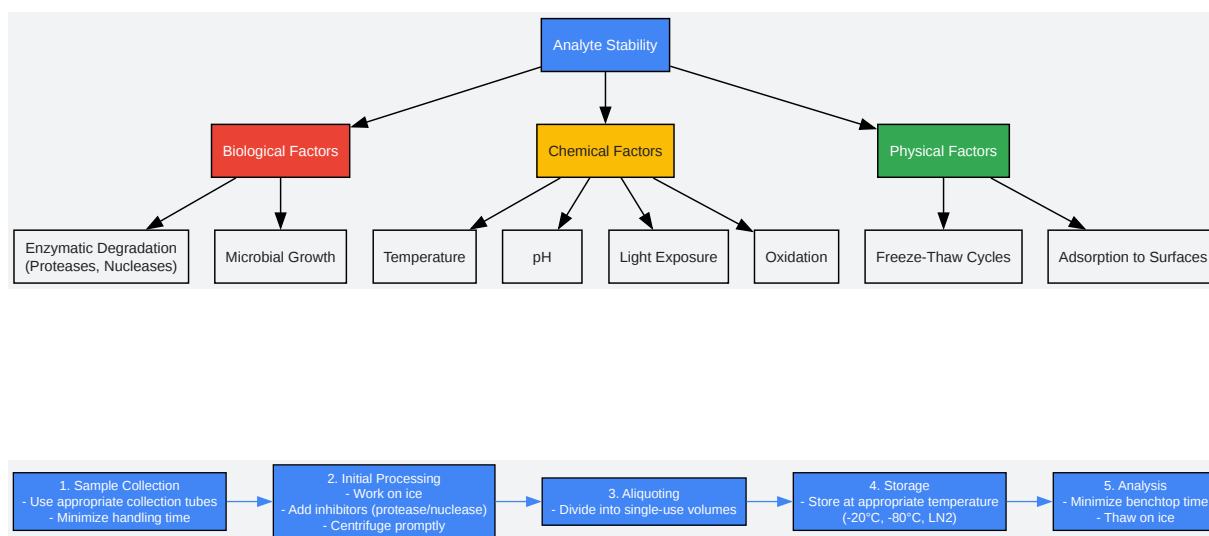 Analyte Stability
Biological Factors
Chemical Factors
Physical Factors
Enzymatic Degradation
(Proteases, Nucleases)
Microbial Growth
Temperature
pH
Light Exposure
Oxidation
Freeze-Thaw Cycles
Adsorption to Surfaces
1. Sample Collection
- Use appropriate collection tubes
- Minimize handling time
2. Initial Processing
- Work on ice
- Add inhibitors (protease/nuclease)
- Centrifuge promptly
3. Aliquoting
- Divide into single-use volumes
4. Storage
- Store at appropriate temperature
(-20°C, -80°C, LN2)
5. Analysis
- Minimize benchtop time
- Thaw on ice